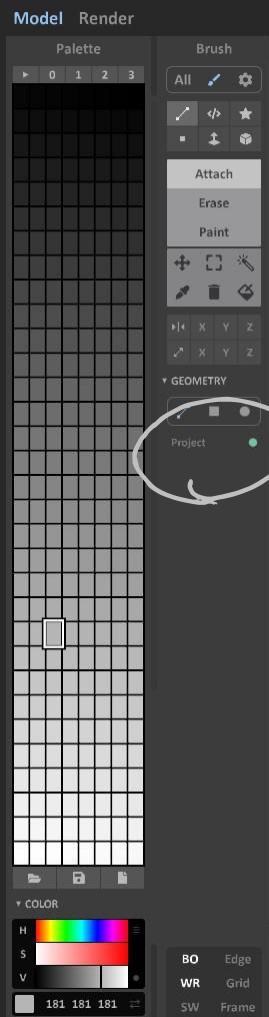 Model Render
Palette
Brush
0 1 2 3
All
Attach
Erase
Paint
X Y Z
X Y Z
GEOMETRY
Project
COLOR
H
S
V
181 181 181
BO Edge
WR Grid
SW Frame